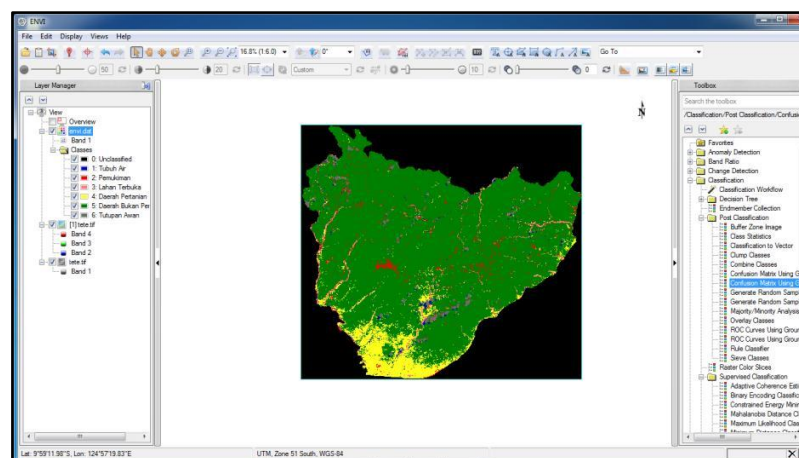 ENVI
File Edit Display Views Help
16.8% (1:6.0) 0° Go To
50 20 Custom 10 0
Layer Manager
View
Overview
envi.dat
Band 1
Classes
0: Unclassified
1: Tubuh Air
2: Pemukiman
3: Lahan Terbuka
4: Daerah Pertanian
5: Daerah Bukan Per
6: Tutupan Awan
[1] tete.tif
Band 4
Band 3
Band 2
tete.tif
Band 1
N
Toolbox
Search the toolbox
/Classification/Post Classification/Confusi
Favorites
Anomaly Detection
Band Ratio
Change Detection
Classification
Classification Workflow
Decision Tree
Endmember Collection
Post Classification
Buffer Zone Image
Class Statistics
Classification to Vector
Clump Classes
Combine Classes
Confusion Matrix Using G
Confusion Matrix Using G
Generate Random Samp
Generate Random Sampl
Majority/Minority Analysis
Overlay Classes
ROC Curves Using Groun
ROC Curves Using Grou
Rule Classifier
Sieve Classes
Raster Color Slices
Supervised Classification
Adaptive Coherence Esti
Binary Encoding Classific
Constrained Energy Minim
Mahalanobis Distance Cl
Maximum Likelihood Clas
Lat: 9°59'11.98"S, Lon: 124°57'19.83"E UTM, Zone 51 South, WGS-84